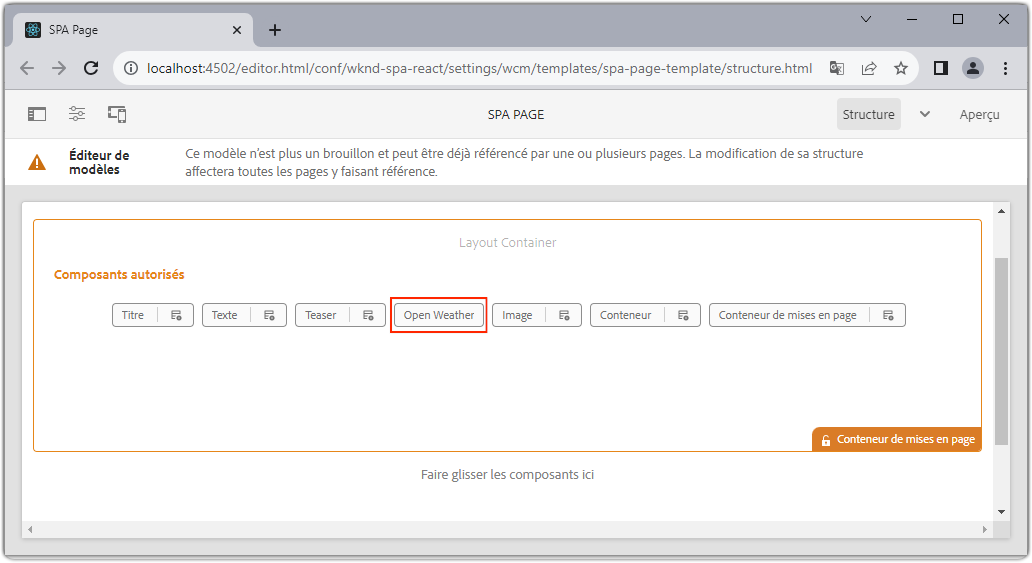 SPA Page
localhost:4502/editor.html/conf/wknd-spa-react/settings/wcm/templates/spa-page-template/structure.html
SPA PAGE
Structure
Aperçu
Éditeur de
modèles
Ce modèle n'est plus un brouillon et peut être déjà référencé par une ou plusieurs pages. La modification de sa structure
affectera toutes les pages y faisant référence.
Layout Container
Composants autorisés
Titre
Texte
Teaser
Open Weather
Image
Conteneur
Conteneur de mises en page
Conteneur de mises en page
Faire glisser les composants ici